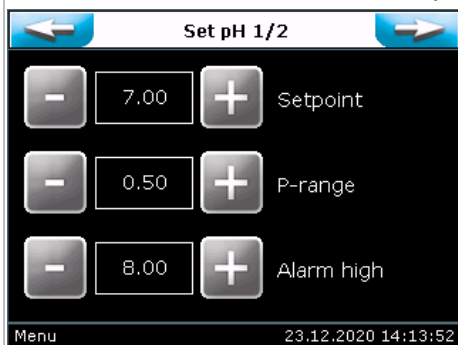 Set pH 1/2
- 7.00 + Setpoint
- 0.50 + P-range
- 8.00 + Alarm high
Menu 23.12.2020 14:13:52